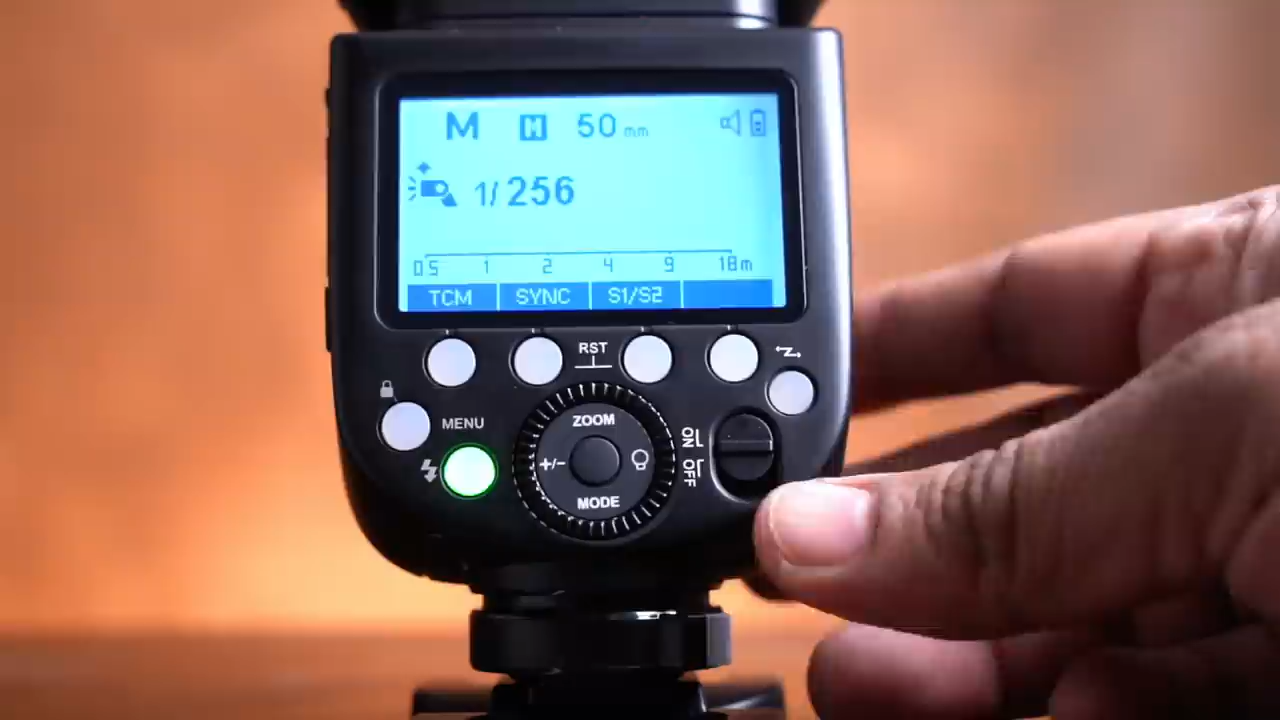 M H 50 mm
1/256
0.5 1 2 4 9 18m
TCM SYNC S1/S2
RST
MENU
ZOOM
+/-
MODE
ON
OFF